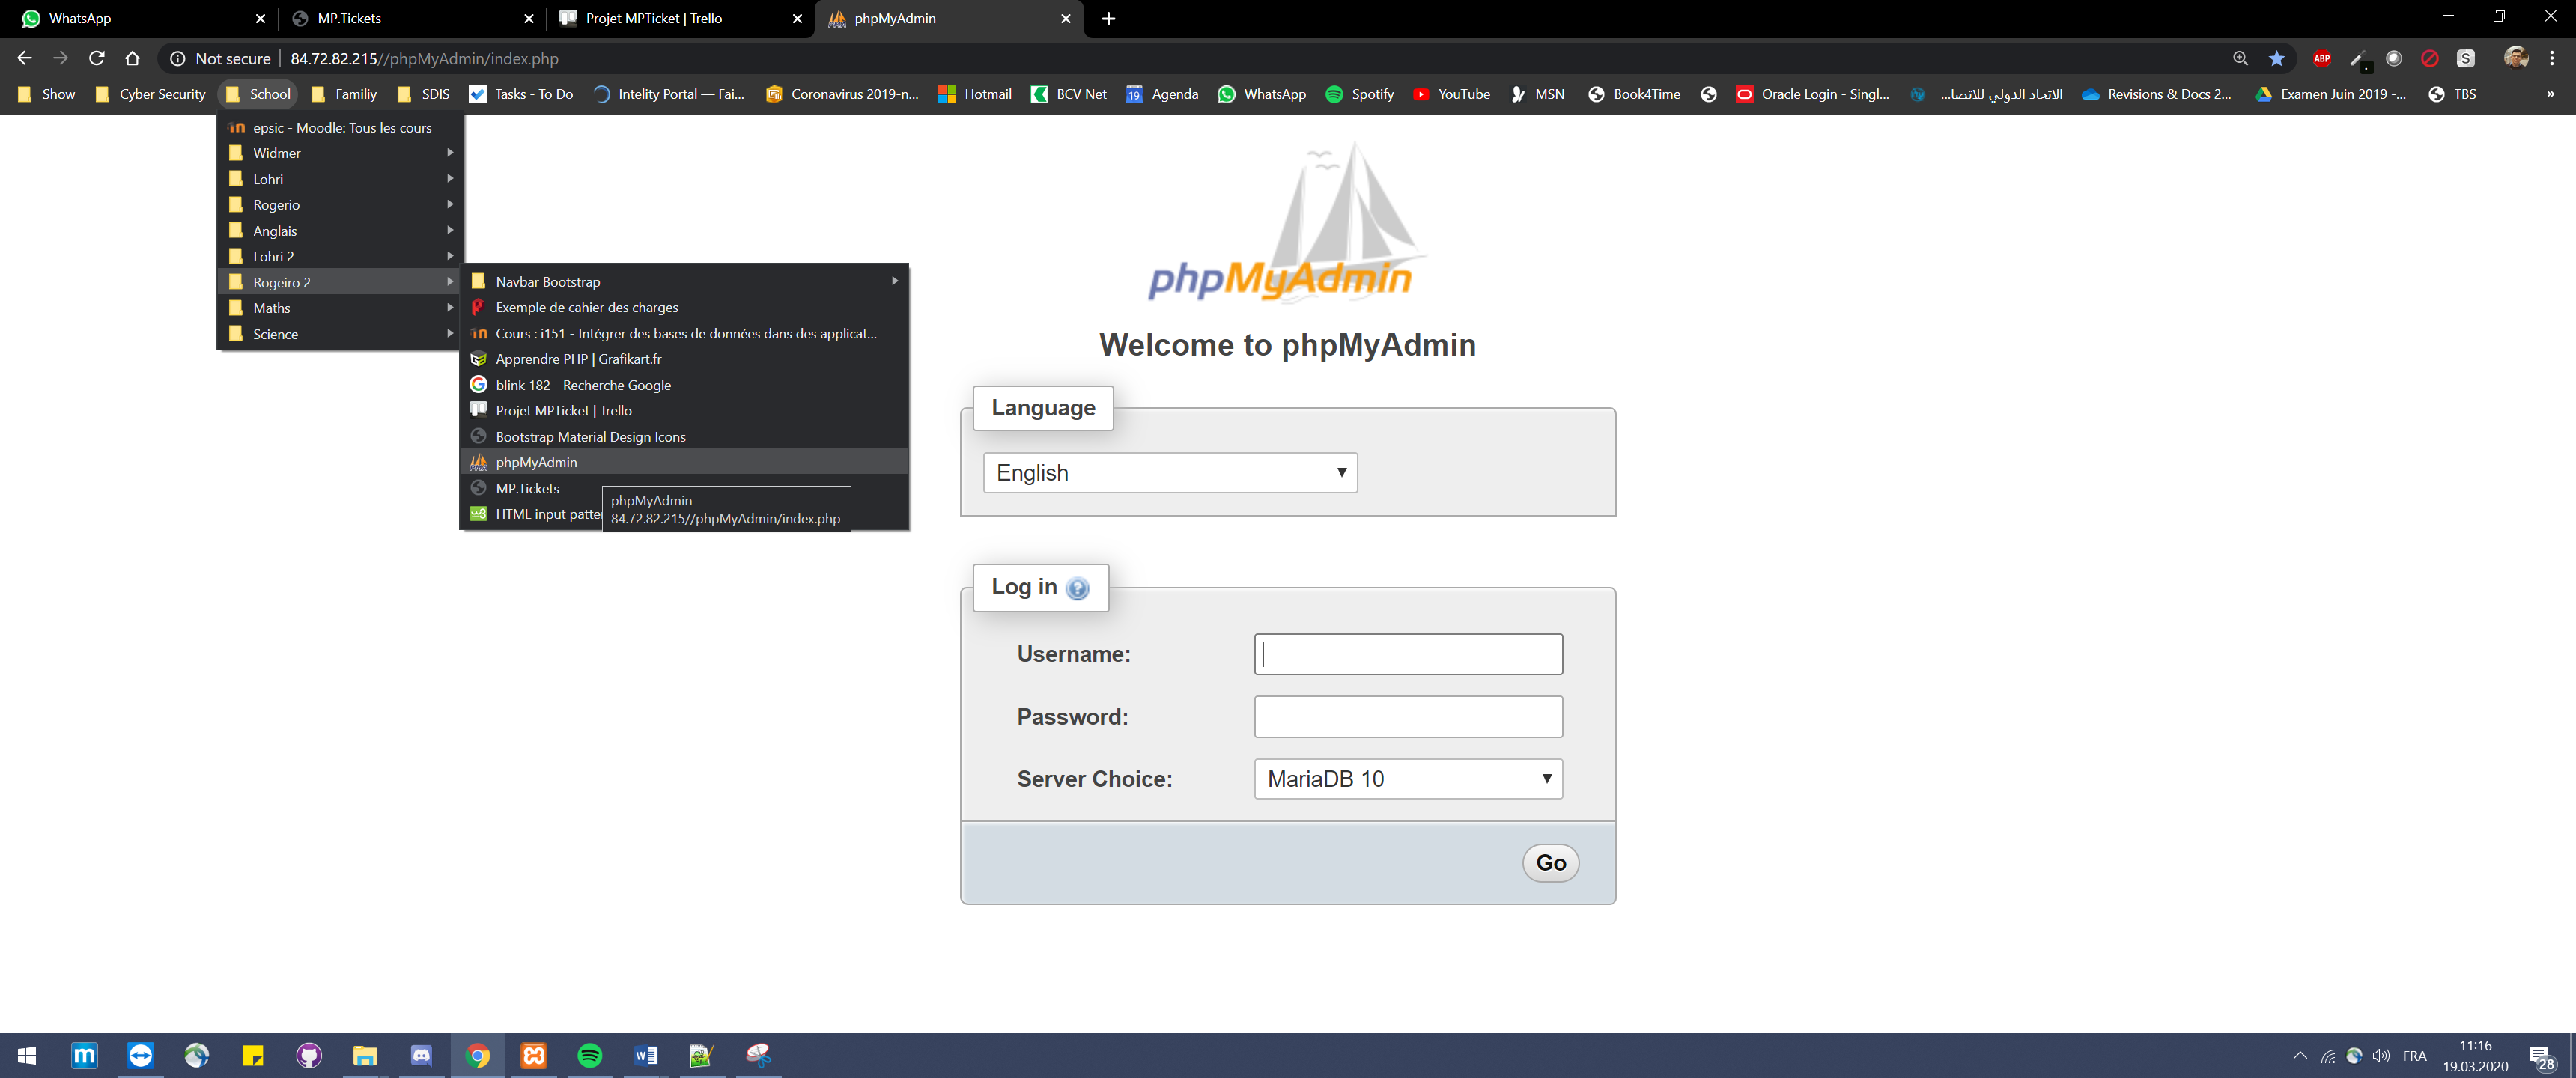 WhatsApp
MP.Tickets
Projet MPTicket | Trello
phpMyAdmin
Not secure
84.72.82.215//phpMyAdmin/index.php
ABP
S
Show
Cyber Security
School
Familiy
SDIS
Tasks - To Do
Intelity Portal — Fai...
Coronavirus 2019-n...
Hotmail
BCV Net
19
Agenda
WhatsApp
Spotify
YouTube
MSN
Book4Time
Oracle Login - Singl...
الاتحاد الدولي للاتصا...
Revisions & Docs 2...
Examen Juin 2019 -...
TBS
»
epsic - Moodle: Tous les cours
Widmer
Lohri
Rogerio
Anglais
Lohri 2
Rogeiro 2
Maths
Science
Navbar Bootstrap
Exemple de cahier des charges
Cours : i151 - Intégrer des bases de données dans des applicat...
Apprendre PHP | Grafikart.fr
blink 182 - Recherche Google
Projet MPTicket | Trello
Bootstrap Material Design Icons
phpMyAdmin
MP.Tickets
HTML input patte
phpMyAdmin
84.72.82.215//phpMyAdmin/index.php
phpMyAdmin
Welcome to phpMyAdmin
Language
English
Log in
Username:
Password:
Server Choice:
MariaDB 10
Go
m
FRA
11:16
19.03.2020
28